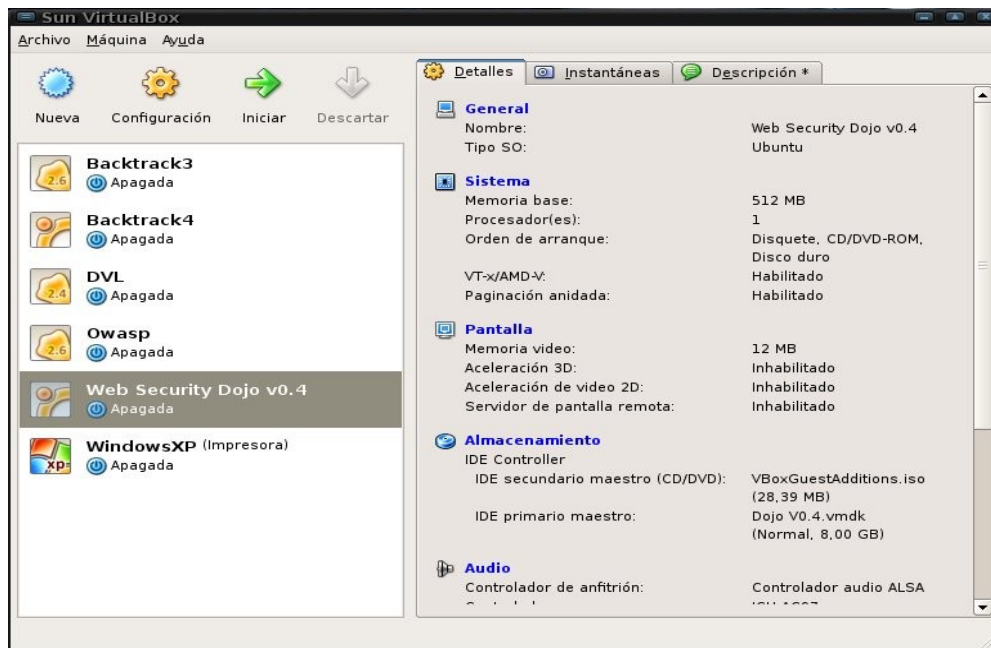 Sun VirtualBox
Archivo Máquina Ayuda
Nueva Configuración Iniciar Descartar
Backtrack3
Apagada
Backtrack4
Apagada
DVL
2.4 Apagada
Owasp
2.6 Apagada
Web Security Dojo v0.4
Apagada
WindowsXP (Impresora)
xp Apagada
Detalles Instantáneas Descripción *
General
Nombre: Web Security Dojo v0.4
Tipo SO: Ubuntu
Sistema
Memoria base: 512 MB
Procesador(es): 1
Orden de arranque: Disquete, CD/DVD-ROM,
Disco duro
VT-x/AMD-V: Habilitado
Paginación anidada: Habilitado
Pantalla
Memoria video: 12 MB
Aceleración 3D: Inhabilitado
Aceleración de video 2D: Inhabilitado
Servidor de pantalla remota: Inhabilitado
Almacenamiento
IDE Controller
IDE secundario maestro (CD/DVD): VBoxGuestAdditions.iso
(28,39 MB)
IDE primario maestro: Dojo V0.4.vmdk
(Normal, 8,00 GB)
Audio
Controlador de anfitrión: Controlador audio ALSA